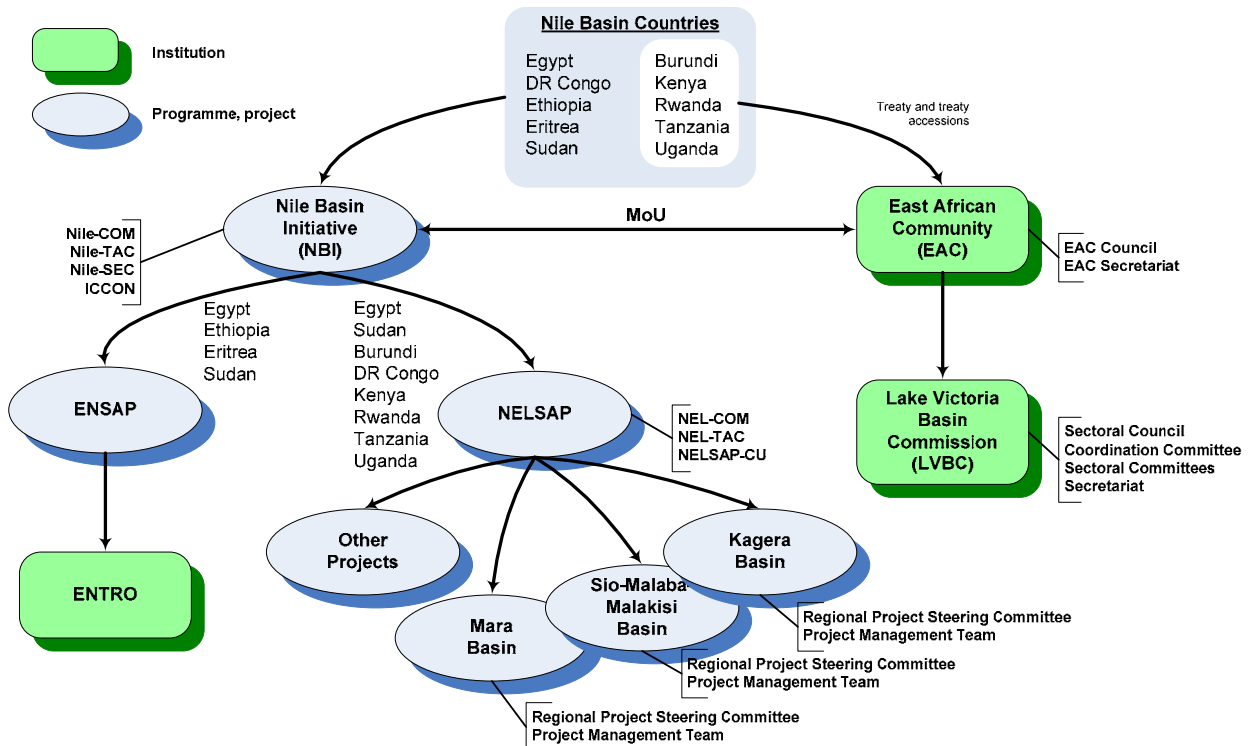 Institution
Programme, project
Nile Basin Countries
Egypt
DR Congo
Ethiopia
Eritrea
Sudan
Burundi
Kenya
Rwanda
Tanzania
Uganda
Treaty and treaty
accessions
Nile Basin
Initiative
(NBI)
Nile-COM
Nile-TAC
Nile-SEC
ICCON
MoU
East African
Community
(EAC)
EAC Council
EAC Secretariat
Egypt
Ethiopia
Eritrea
Sudan
Egypt
Sudan
Burundi
DR Congo
Kenya
Rwanda
Tanzania
Uganda
ENSAP
NELSAP
NEL-COM
NEL-TAC
NELSAP-CU
Lake Victoria
Basin
Commission
(LVBC)
Sectoral Council
Coordination Committee
Sectoral Committees
Secretariat
ENTRO
Other
Projects
Mara
Basin
Sio-Malaba-
Malakisi
Basin
Kagera
Basin
Regional Project Steering Committee
Project Management Team
Regional Project Steering Committee
Project Management Team
Regional Project Steering Committee
Project Management Team